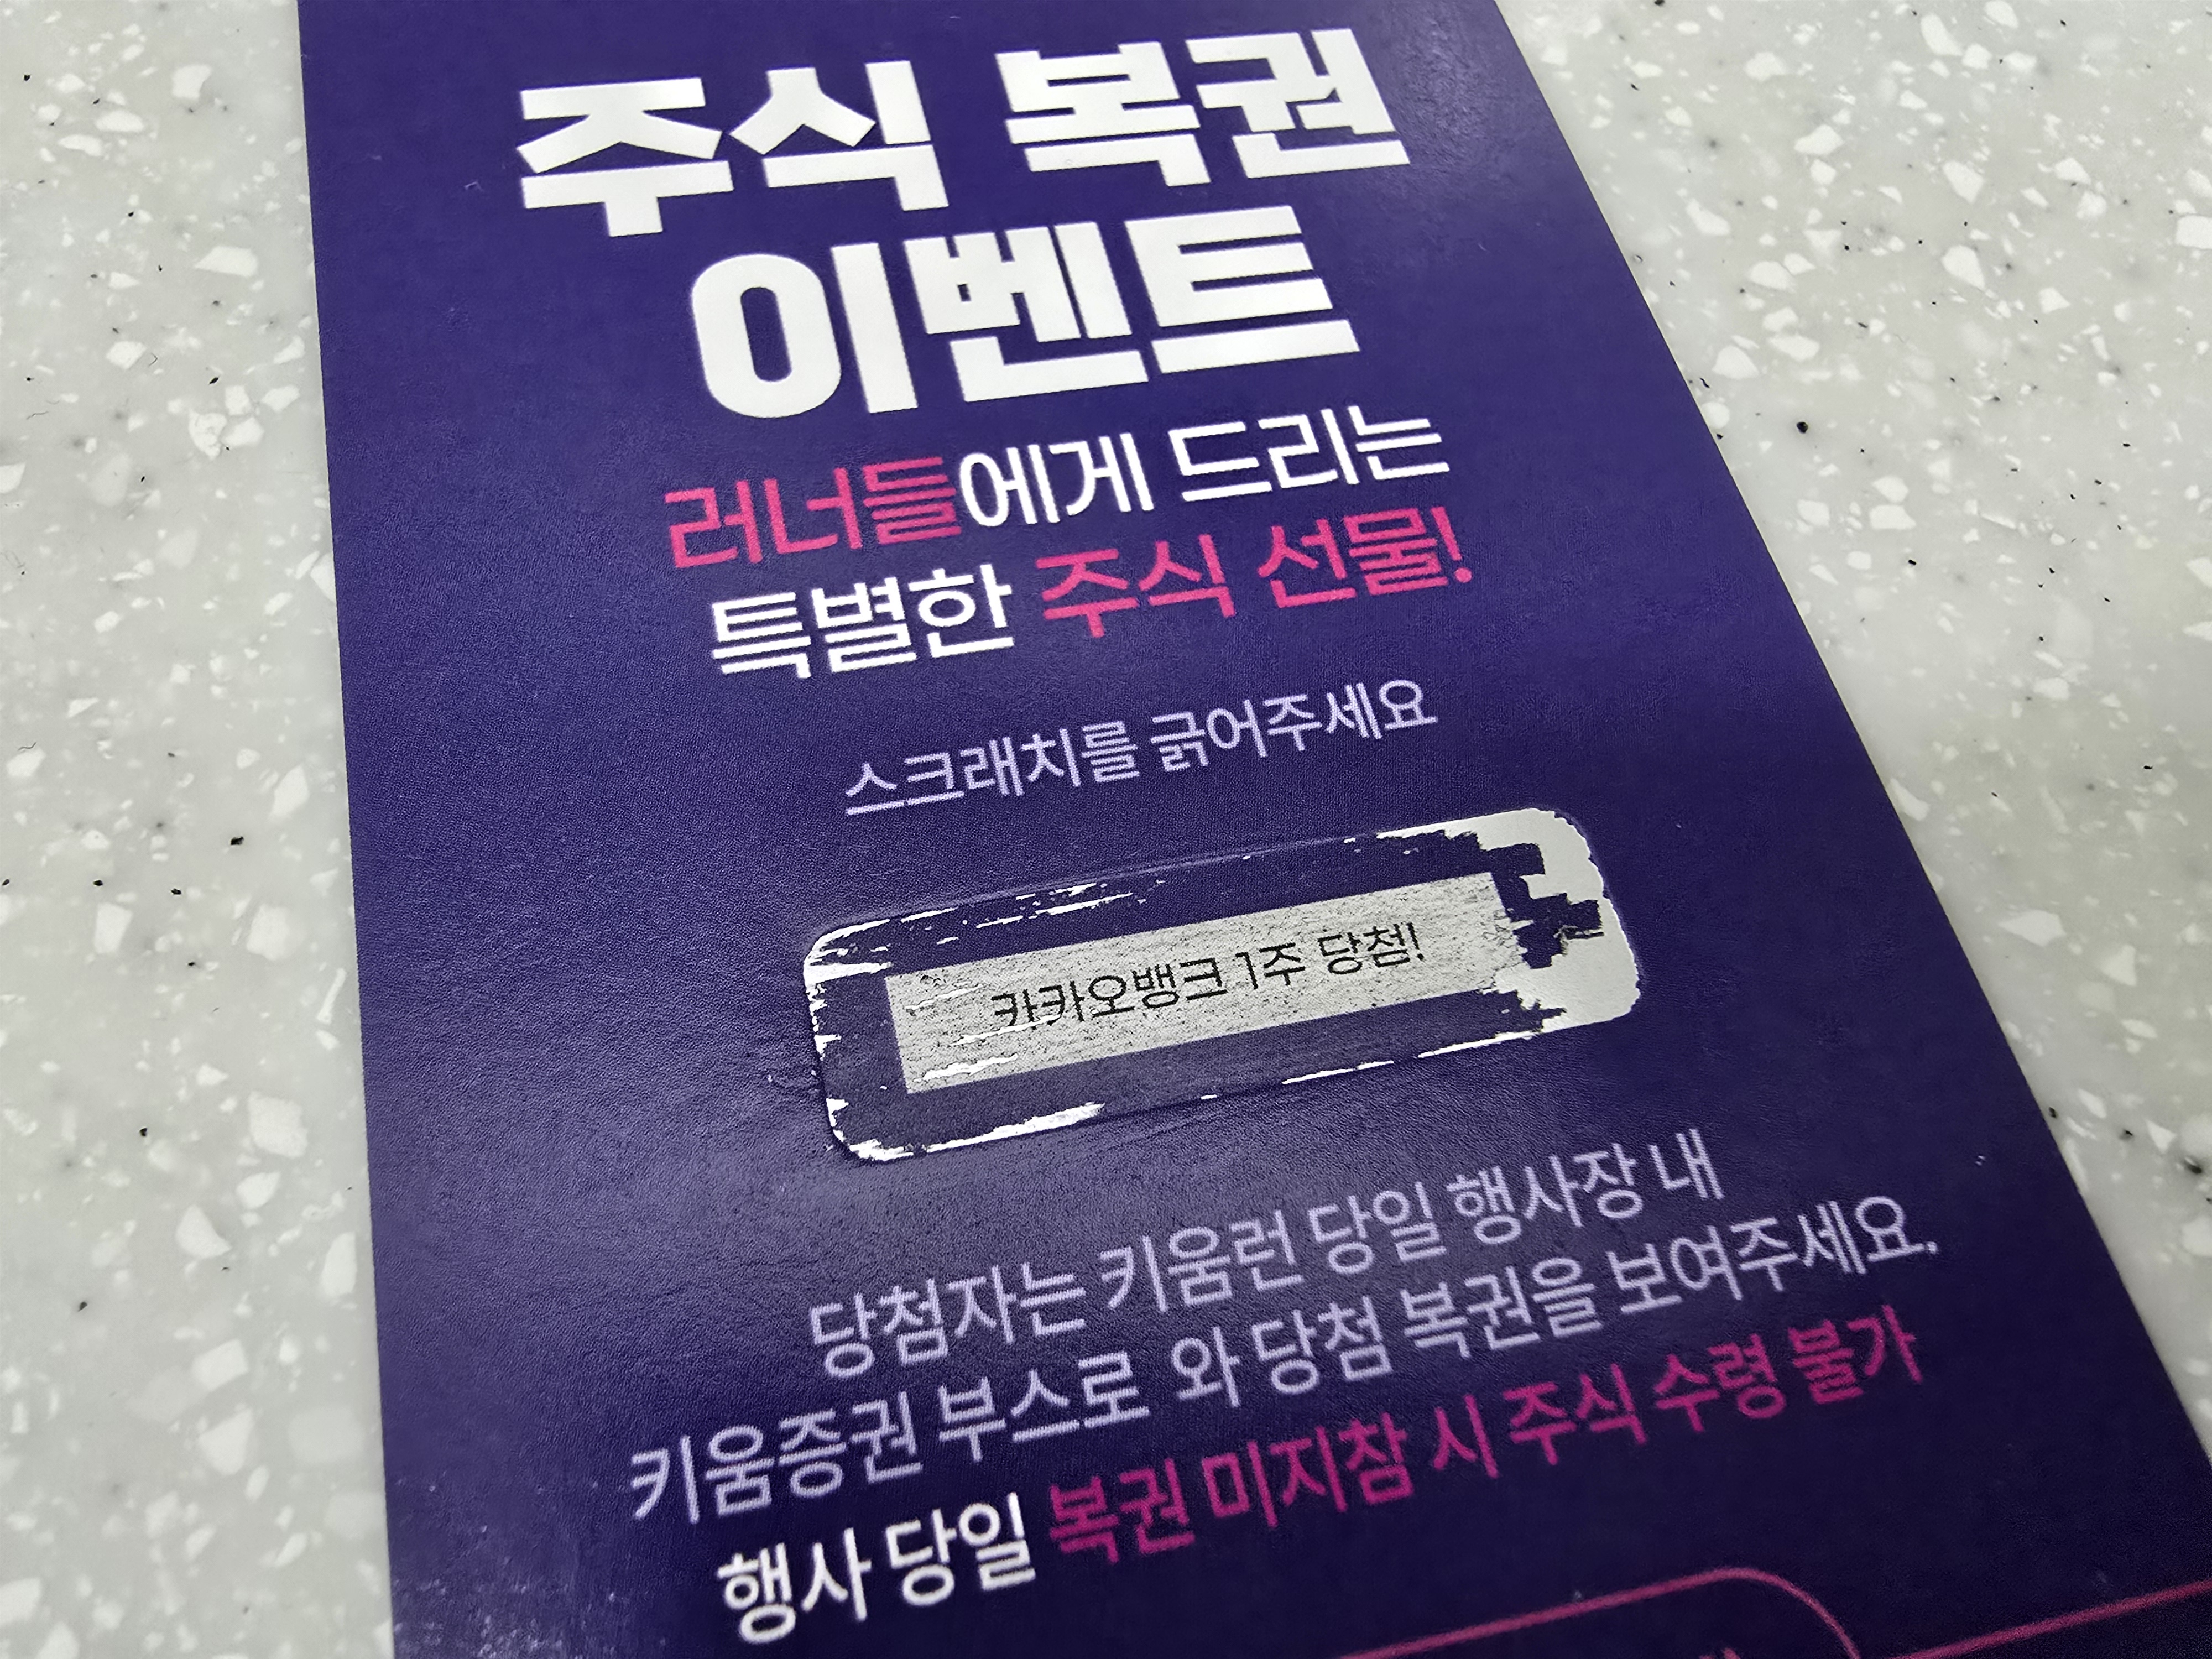 주식 복권
이벤트
러너들에게 드리는
특별한 주식 선물!
스크래치를 긁어주세요
카카오뱅크 1주 당첨!
당첨자는 키움런 당일 행사장 내
키움증권 부스로 와 당첨 복권을 보여주세요.
행사 당일 복권 미지참 시 주식 수령 불가